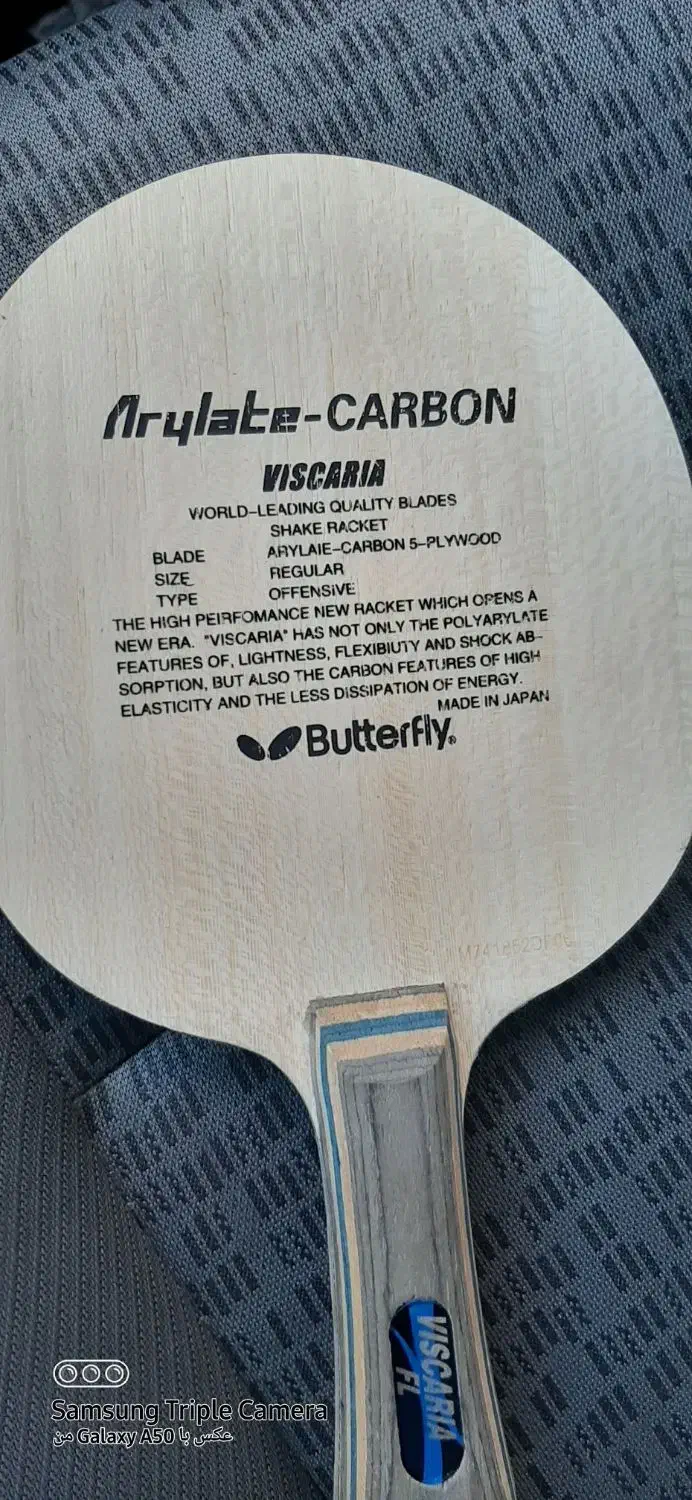 Arylate-CARBON
VISCARIA
WORLD-LEADING QUALITY BLADES
SHAKE RACKET
BLADE ARYLAIE-CARBON 5-PLYWOOD
SIZE REGULAR
TYPE OFFENSIVE
THE HIGH PEIRFOMANCE NEW RACKET WHICH OPENS A
NEW ERA. "VISCARIA" HAS NOT ONLY THE POLYARYLATE
FEATURES OF, LIGHTNESS, FLEXIBIUTY AND SHOCK AB-
SORPTION, BUT ALSO THE CARBON FEATURES OF HIGH
ELASTICITY AND THE LESS DISSIPATION OF ENERGY.
MADE IN JAPAN
Butterfly®
VISCARIA
FL
Samsung Triple Camera
عکس با Galaxy A50 من